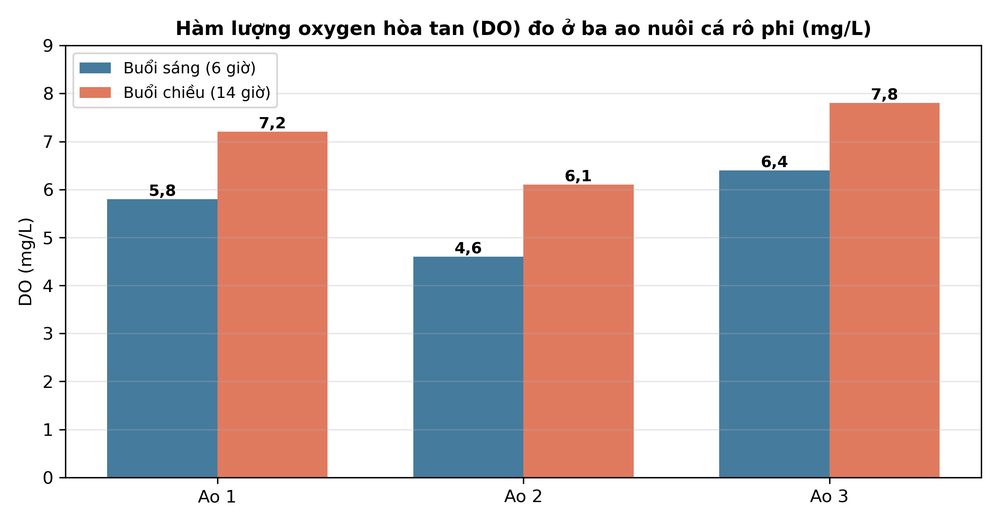 Hàm lượng oxygen hòa tan (DO) đo ở ba ao nuôi cá rô phi (mg/L)
Buổi sáng (6 giờ)
Buổi chiều (14 giờ)
DO (mg/L)
9
8
7
6
5
4
3
2
1
0
5,8
7,2
4,6
6,1
6,4
7,8
Ao 1
Ao 2
Ao 3